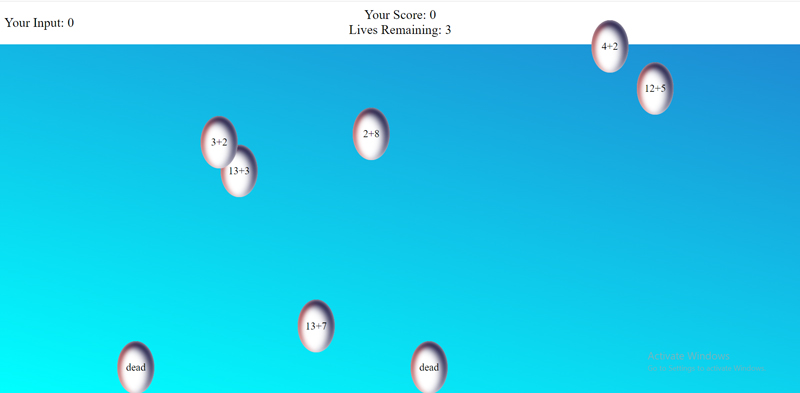 Your Input: 0
Your Score: 0
Lives Remaining: 3
4+2
12+5
2+8
3+2
13+3
13+7
Activate Windows
dead
dead